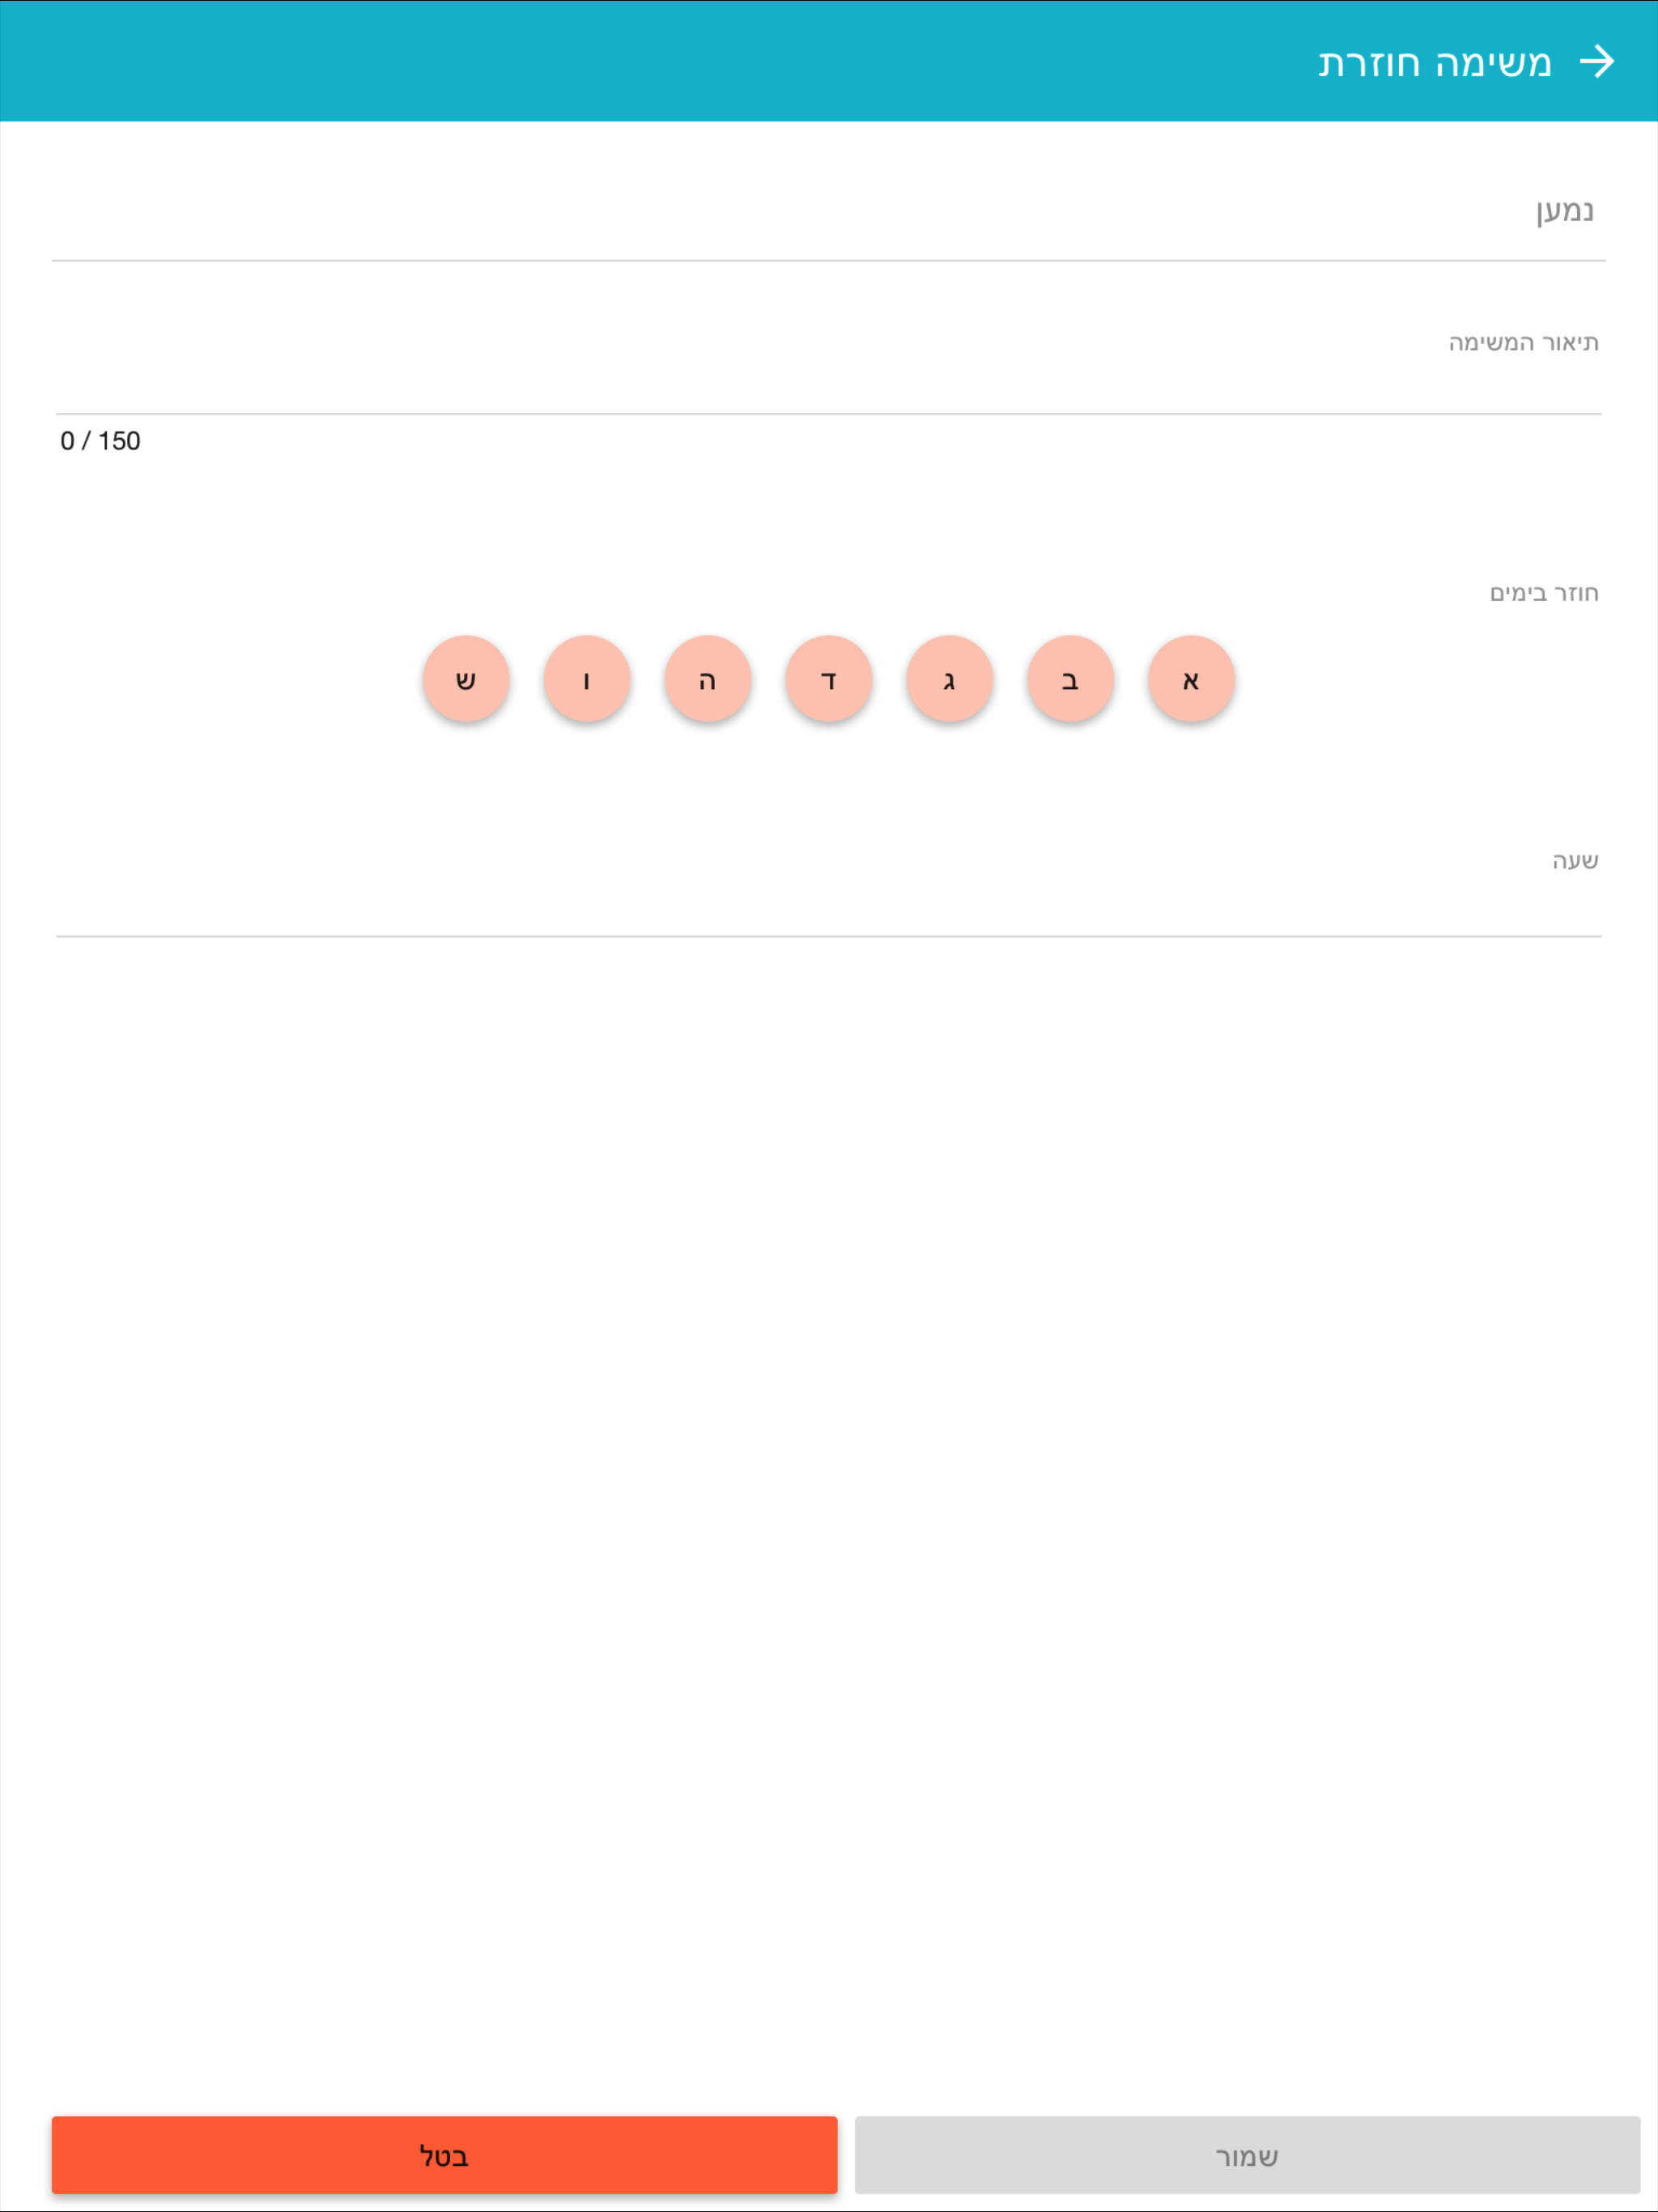 משימה חוזרת
נמען
תיאור המשימה
0 / 150
חוזר בימים
א ב ג ד ה ו ש
שעה
שמור בטל